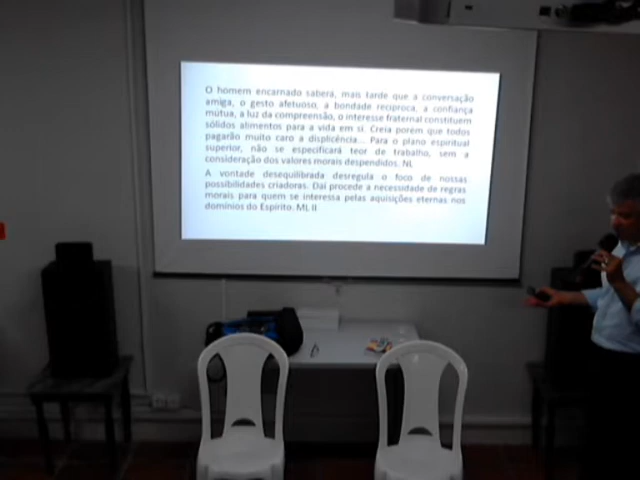 O homem encarnado saberá, mais tarde que a conversação
amiga, o gesto afetuoso, a bondade recíproca, a confiança
mútua, a luz da compreensão, o interesse fraternal constituem
sólidos alimentos para a vida em si. Creia porem que todos
pagarão muito caro a displicência... Para o plano espiritual
superior, não se especificará teor de trabalho, sem a
consideração dos valores morais despendidos. NL
A vontade desequilibrada desregula o foco de nossas
possibilidades criadoras. Daí procede a necessidade de regras
morais para quem se interessa pelas aquisições eternas nos
domínios do Espírito. ML II